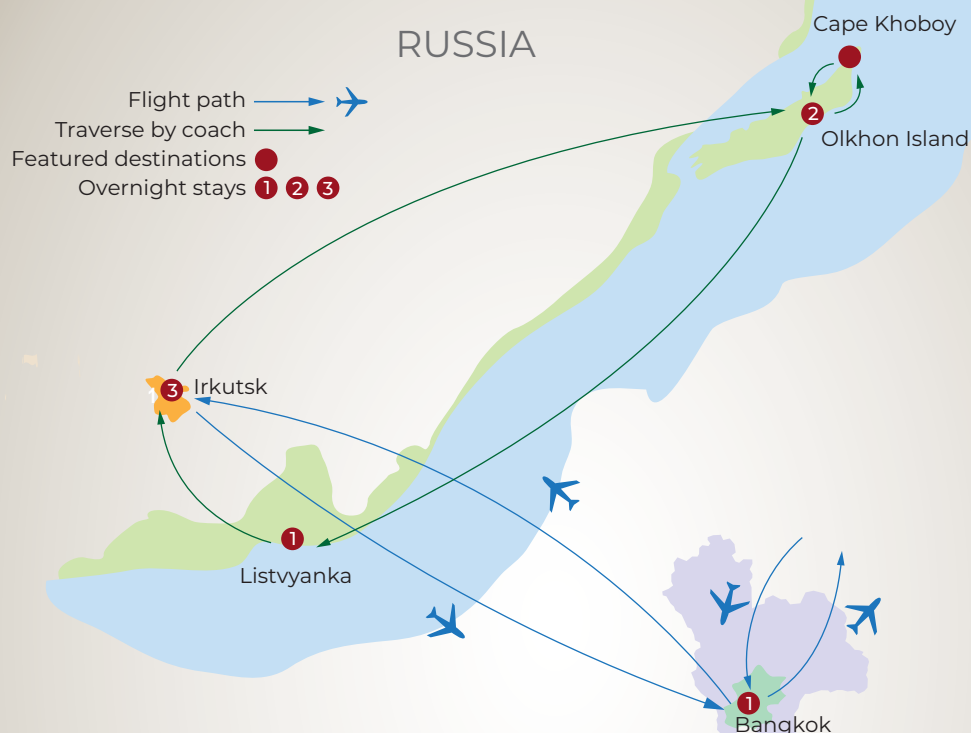 RUSSIA
Cape Khoboy
Flight path
Traverse by coach
Featured destinations
Overnight stays 1 2 3
2
Olkhon Island
1 3 Irkutsk
1
Listvyanka
1
Bangkok